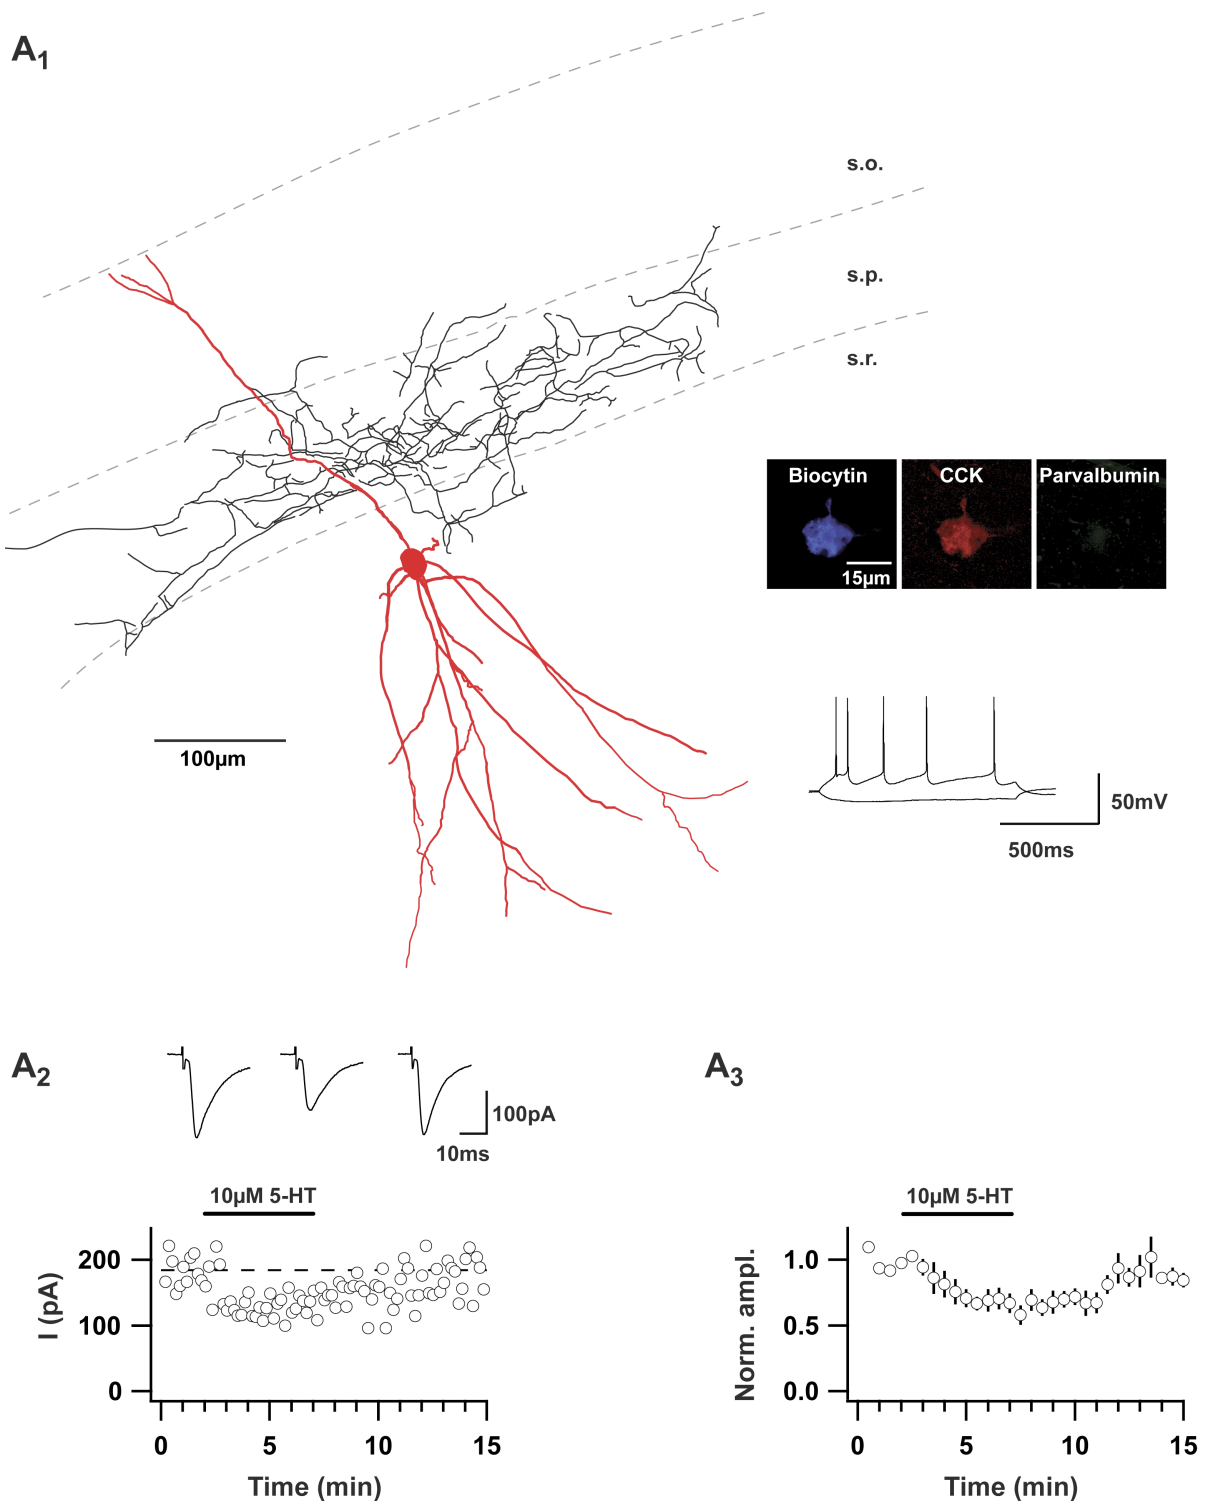 A1
s.o.
s.p.
s.r.
Biocytin CCK Parvalbumin
15µm
100µm
50mV
500ms
A2
100pA
10ms
10µM 5-HT
I (pA)
200
100
0
0 5 10 15
Time (min)
A3
10µM 5-HT
Norm. ampl.
1.0
0.5
0.0
0 5 10 15
Time (min)